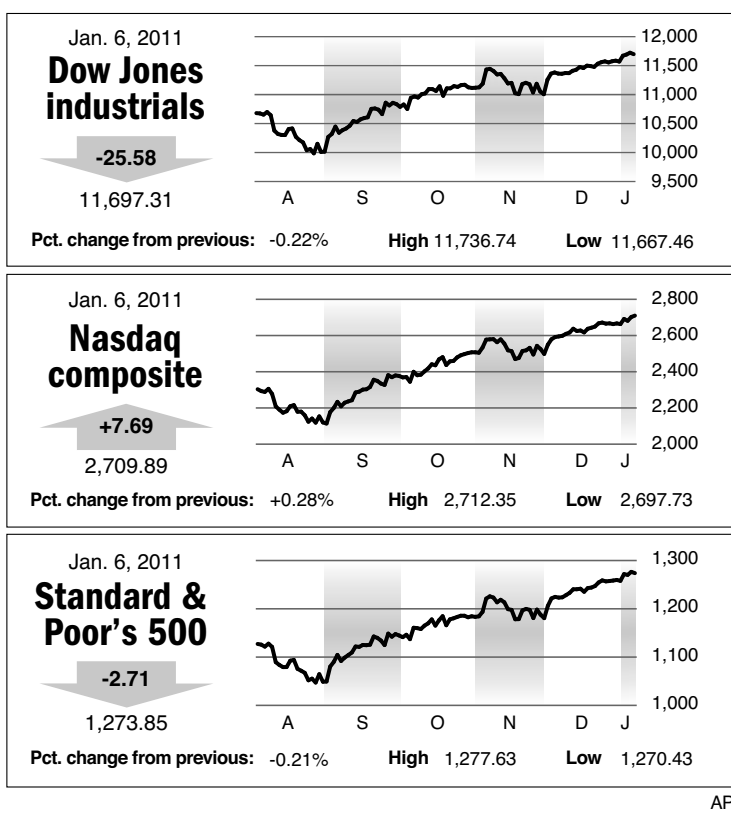 Jan. 6, 2011
Dow Jones
industrials
-25.58
11,697.31
12,000
11,500
11,000
10,500
10,000
9,500
A S O N D J
Pct. change from previous: -0.22% High 11,736.74 Low 11,667.46
Jan. 6, 2011
Nasdaq
composite
+7.69
2,709.89
2,800
2,600
2,400
2,200
2,000
A S O N D J
Pct. change from previous: +0.28% High 2,712.35 Low 2,697.73
Jan. 6, 2011
Standard &
Poor's 500
-2.71
1,273.85
1,300
1,200
1,100
1,000
A S O N D J
Pct. change from previous: -0.21% High 1,277.63 Low 1,270.43
AP